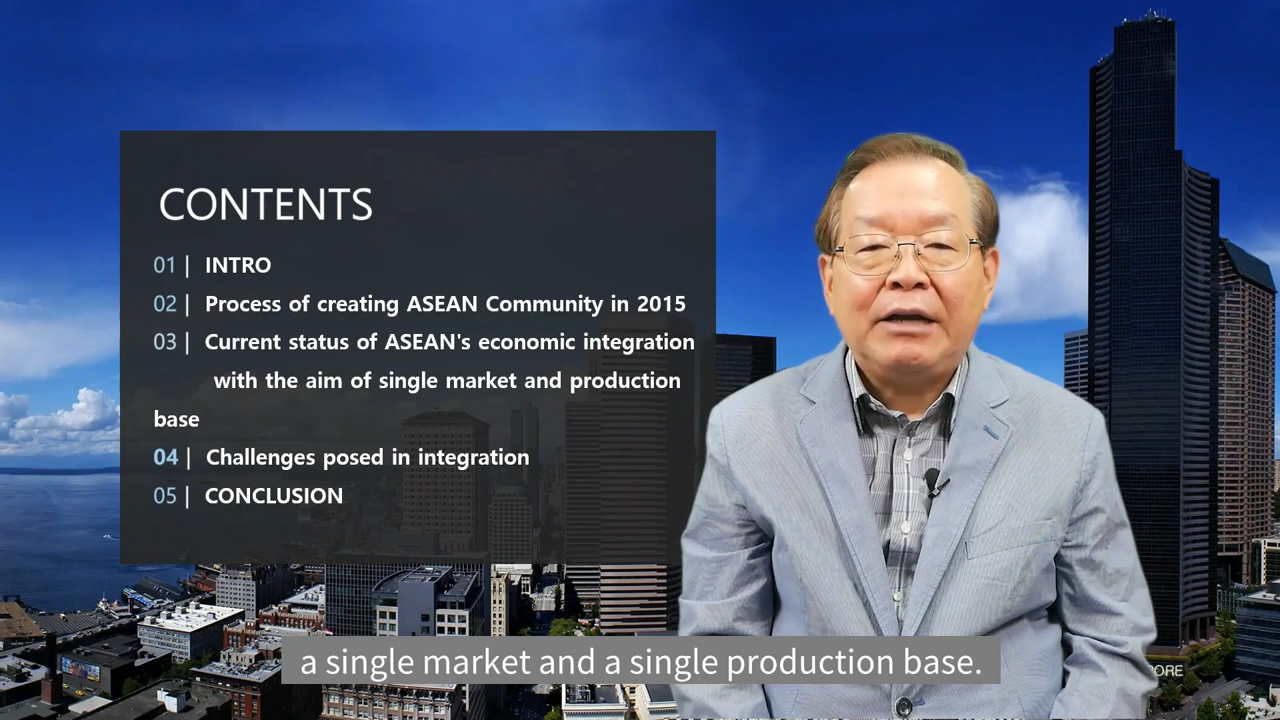 CONTENTS
01 | INTRO
02 | Process of creating ASEAN Community in 2015
03 | Current status of ASEAN's economic integration
with the aim of single market and production
base
04 | Challenges posed in integration
05 | CONCLUSION
a single market and a single production base.
ORE